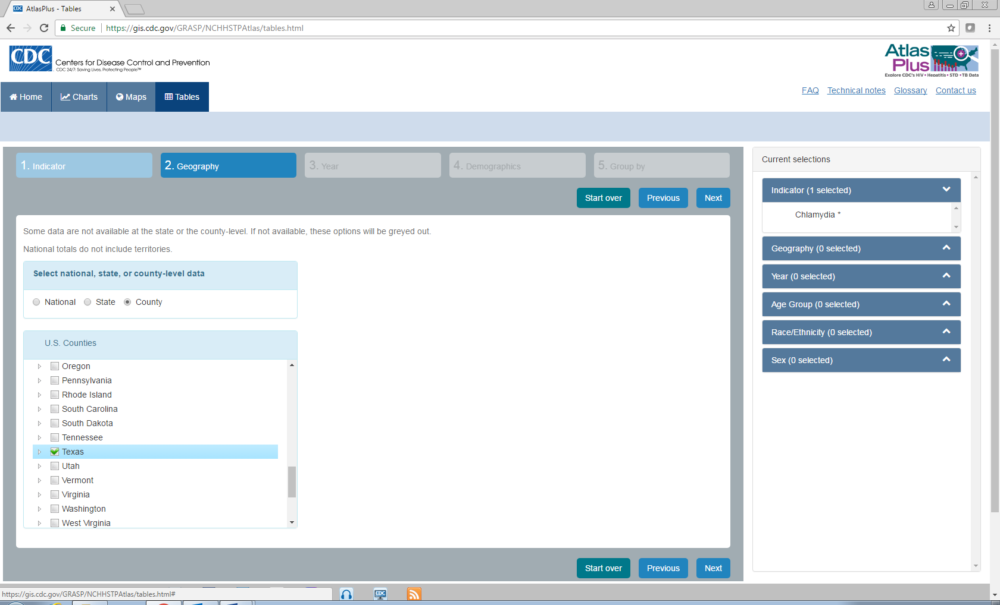 AtlasPlus - Tables
Secure https://gis.cdc.gov/GRASP/NCHHSTPAtlas/tables.html
CDC Centers for Disease Control and Prevention
CDC 24/7: Saving Lives. Protecting People™
Atlas
Plus
Explore CDC's HIV • Hepatitis • STD • TB Data
Home Charts Maps Tables
FAQ Technical notes Glossary Contact us
1. Indicator 2. Geography 3. Year 4. Demographics 5. Group by
Start over Previous Next
Some data are not available at the state or the county-level. If not available, these options will be greyed out.
National totals do not include territories.
Select national, state, or county-level data
National State County
U.S. Counties
Oregon
Pennsylvania
Rhode Island
South Carolina
South Dakota
Tennessee
Texas
Utah
Vermont
Virginia
Washington
West Virginia
Start over Previous Next
Current selections
Indicator (1 selected)
Chlamydia *
Geography (0 selected)
Year (0 selected)
Age Group (0 selected)
Race/Ethnicity (0 selected)
Sex (0 selected)
https://gis.cdc.gov/GRASP/NCHHSTPAtlas/tables.html#
CDC